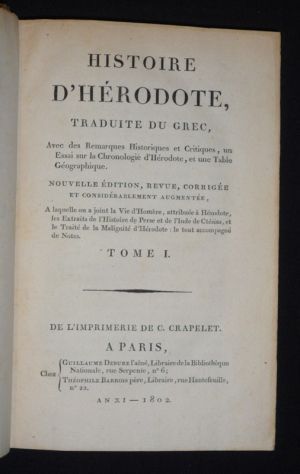 HISTOIRE
D'HÉRODOTE,
TRADUITE DU GREC,
Avec des Remarques Historiques et Critiques, un
Essai sur la Chronologie d'Hérodote, et une Table
Géographique.
NOUVELLE ÉDITION, REVUE, CORRIGÉE
ET CONSIDÉRABLEMENT AUGMENTÉE,
A laquelle on a joint la Vie d'Homère, attribuée à Hérodote,
les Extraits de l'Histoire de Perse et de l'Inde de Ctésias, et
le Traité de la Malignité d'Hérodote : le tout accompagné
de Notes.
TOME I.
DE L'IMPRIMERIE DE C. CRAPELET.
A PARIS,
Chez
GUILLAUME DEBURE l'aîné, Libraire de la Bibliothèque
Nationale, rue Serpente, n° 6;
THÉOPHILE BARROIS père, Libraire, rue Hautefeuille,
n° 22.
AN XI — 1802.